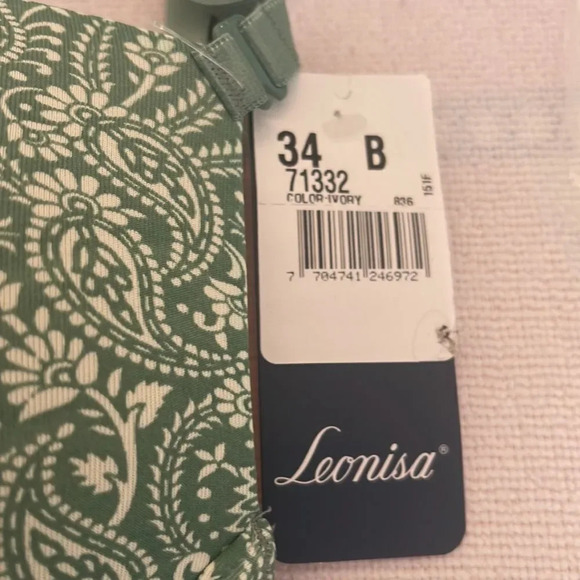 34 B
71332
COLOR-IVORY 836
151F
7 704741 246972
Leonisa®